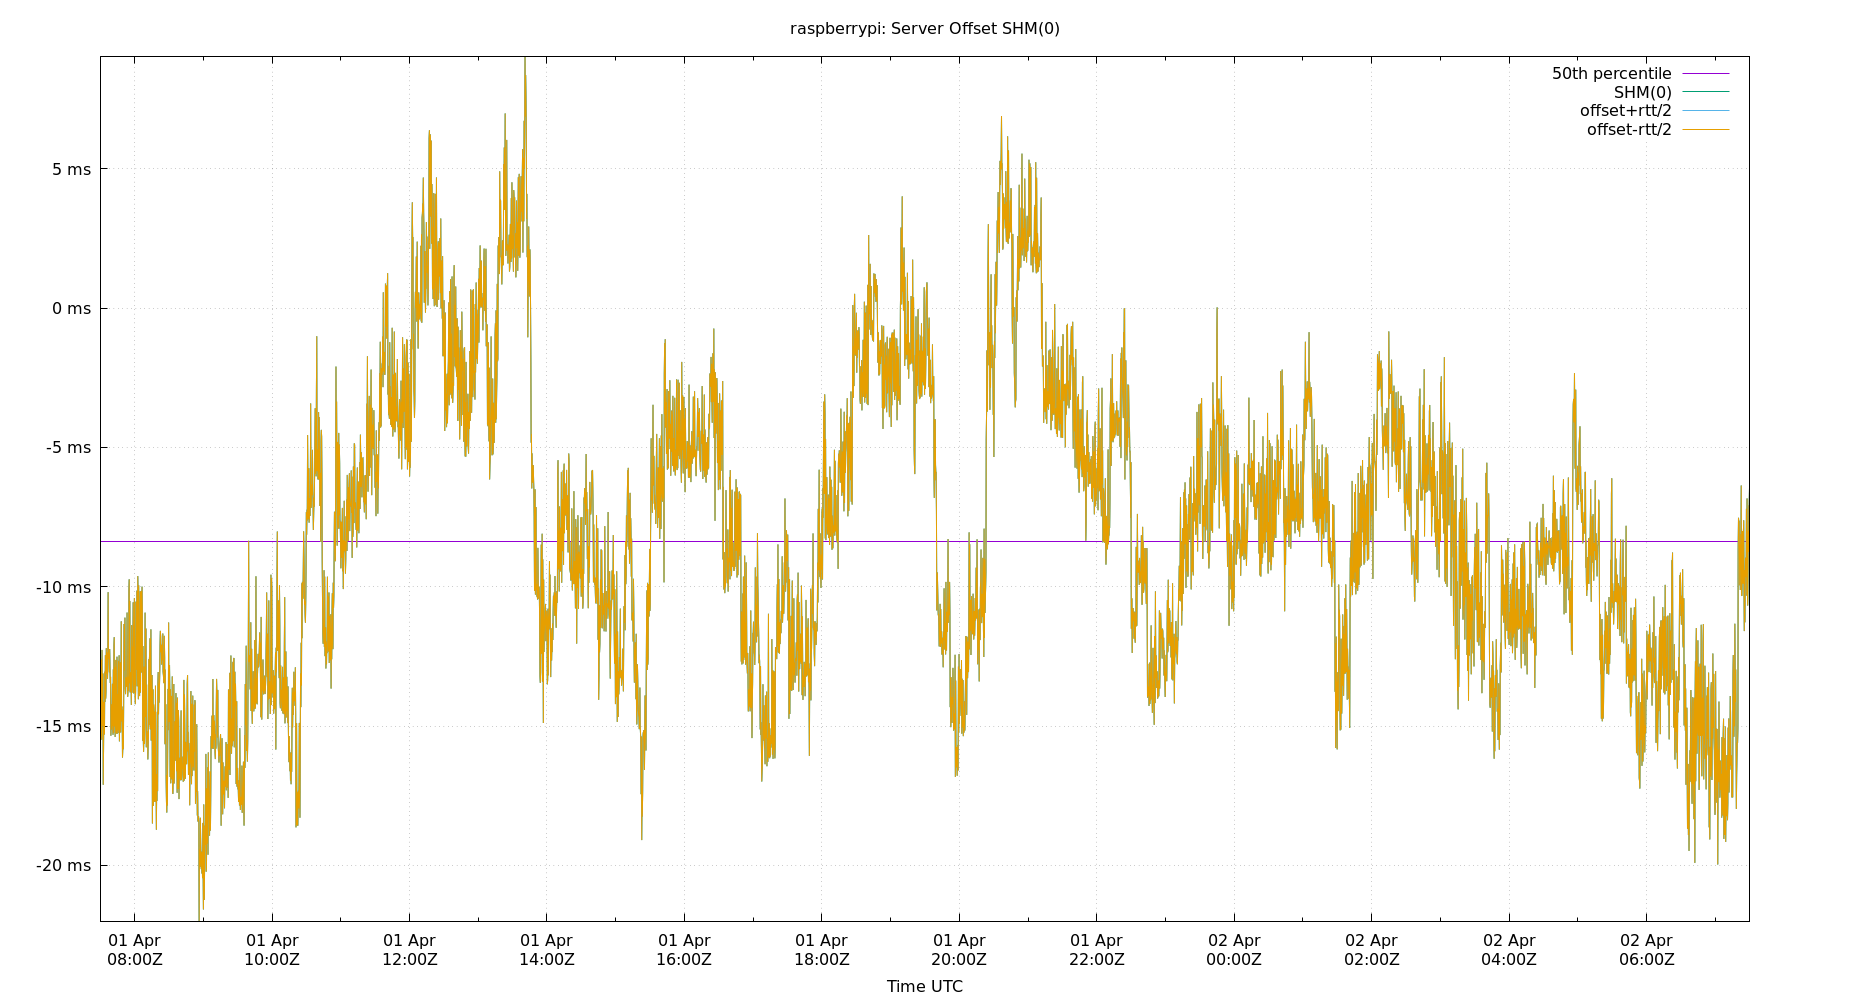 raspberrypi: Server Offset SHM(0)
50th percentile
SHM(0)
offset+rtt/2
offset-rtt/2
5 ms
0 ms
-5 ms
-10 ms
-15 ms
-20 ms
01 Apr 01 Apr 01 Apr 01 Apr 01 Apr 01 Apr 01 Apr 01 Apr 02 Apr 02 Apr 02 Apr 02 Apr
08:00Z 10:00Z 12:00Z 14:00Z 16:00Z 18:00Z 20:00Z 22:00Z 00:00Z 02:00Z 04:00Z 06:00Z
Time UTC